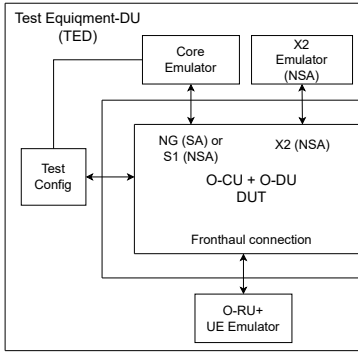 Test Equiqment-DU
(TED)
Core
Emulator
X2
Emulator
(NSA)
NG (SA) or
S1 (NSA)
X2 (NSA)
Test
Config
O-CU + O-DU
DUT
Fronthaul connection
O-RU+
UE Emulator